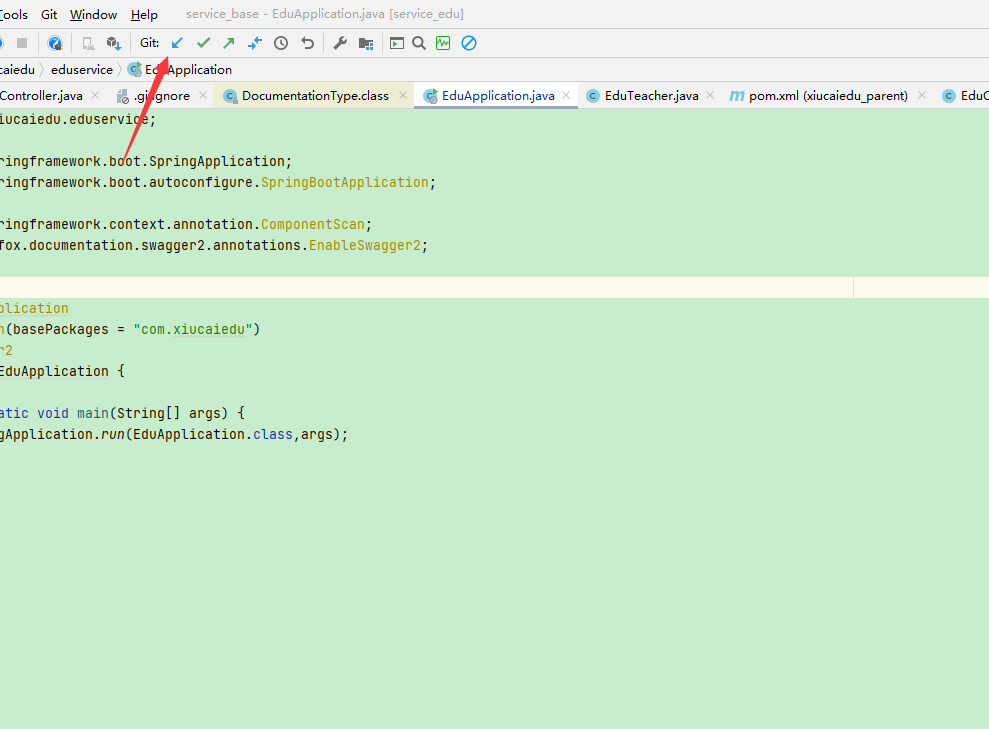 Tools Git Window Help service_base - EduApplication.java [service_edu]
Git:
caiedu eduservice EduApplication
Controller.java .gitignore DocumentationType.class EduApplication.java EduTeacher.java pom.xml (xiucaiedu_parent) EduC
iucaiedu.eduservice;
ringframework.boot.SpringApplication;
ringframework.boot.autoconfigure.SpringBootApplication;
ringframework.context.annotation.ComponentScan;
fox.documentation.swagger2.annotations.EnableSwagger2;
plication
n(basePackages = "com.xiucaiedu")
r2
EduApplication {
atic void main(String[] args) {
gApplication.run(EduApplication.class,args);